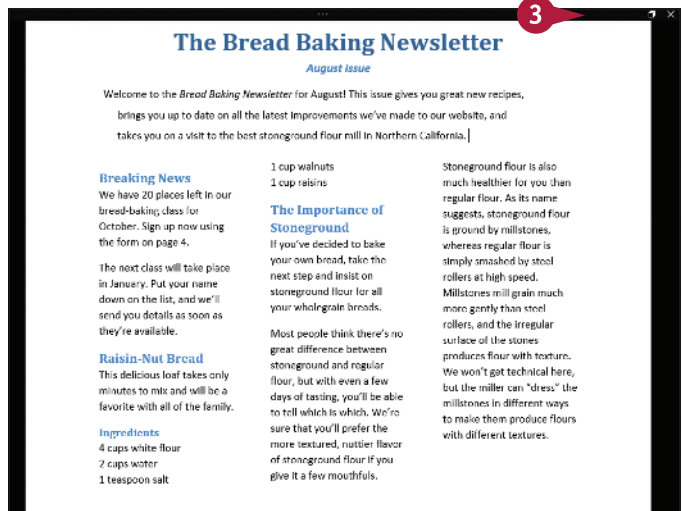 3
The Bread Baking Newsletter
August Issue
Welcome to the Bread Baking Newsletter for August! This issue gives you great new recipes,
brings you up to date on all the latest improvements we've made to our website, and
takes you on a visit to the best stoneground flour mill in Northern California.
Breaking News
We have 20 places left in our
bread-baking class for
October. Sign up now using
the form on page 4.
The next class will take place
in January. Put your name
down on the list, and we'll
send you details as soon as
they're available.
Raisin-Nut Bread
This delicious loaf takes only
minutes to mix and will be a
favorite with all of the family.
Ingredients
4 cups white flour
2 cups water
1 teaspoon salt
1 cup walnuts
1 cup raisins
The Importance of
Stoneground
If you've decided to bake
your own bread, take the
next step and insist on
stoneground flour for all
your wholegrain breads.
Most people think there's no
great difference between
stoneground and regular
flour, but with even a few
days of tasting, you'll be able
to tell which is which. We're
sure that you'll prefer the
more textured, nuttier flavor
of stoneground flour if you
give it a few mouthfuls.
Stoneground flour is also
much healthier for you than
regular flour. As its name
suggests, stoneground flour
is ground by millstones,
whereas regular flour is
simply smashed by steel
rollers at high speed.
Millstones mill grain much
more gently than steel
rollers, and the irregular
surface of the stones
produces flour with texture.
We won't get technical here,
but the miller can "dress" the
millstones in different ways
to make them produce flours
with different textures.